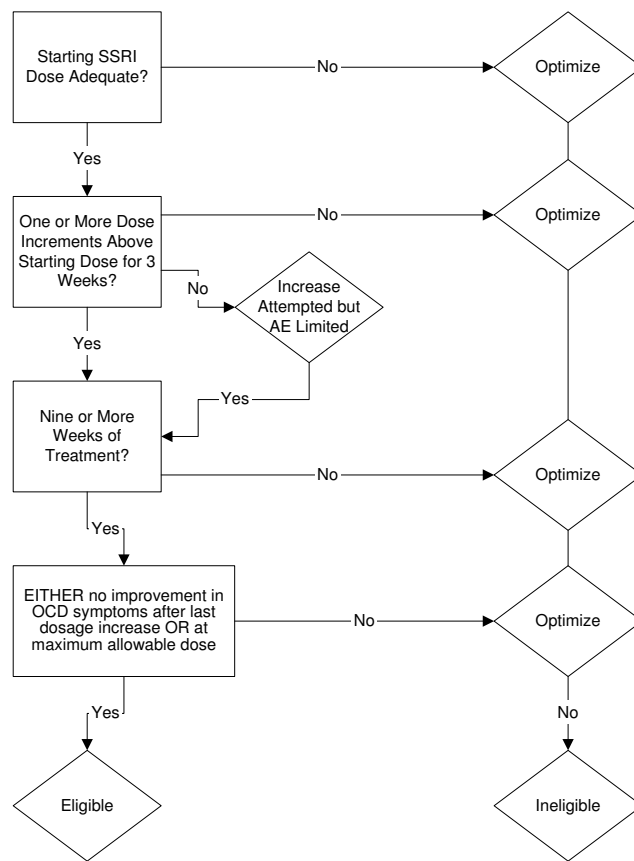 Starting SSRI
Dose Adequate?
No
Optimize
Yes
One or More Dose
Increments Above
Starting Dose for 3
Weeks?
No
Optimize
No
Increase
Attempted but
AE Limited
Yes
Yes
Nine or More
Weeks of
Treatment?
No
Optimize
Yes
EITHER no improvement in
OCD symptoms after last
dosage increase OR at
maximum allowable dose
No
Optimize
Yes
No
Eligible
Ineligible